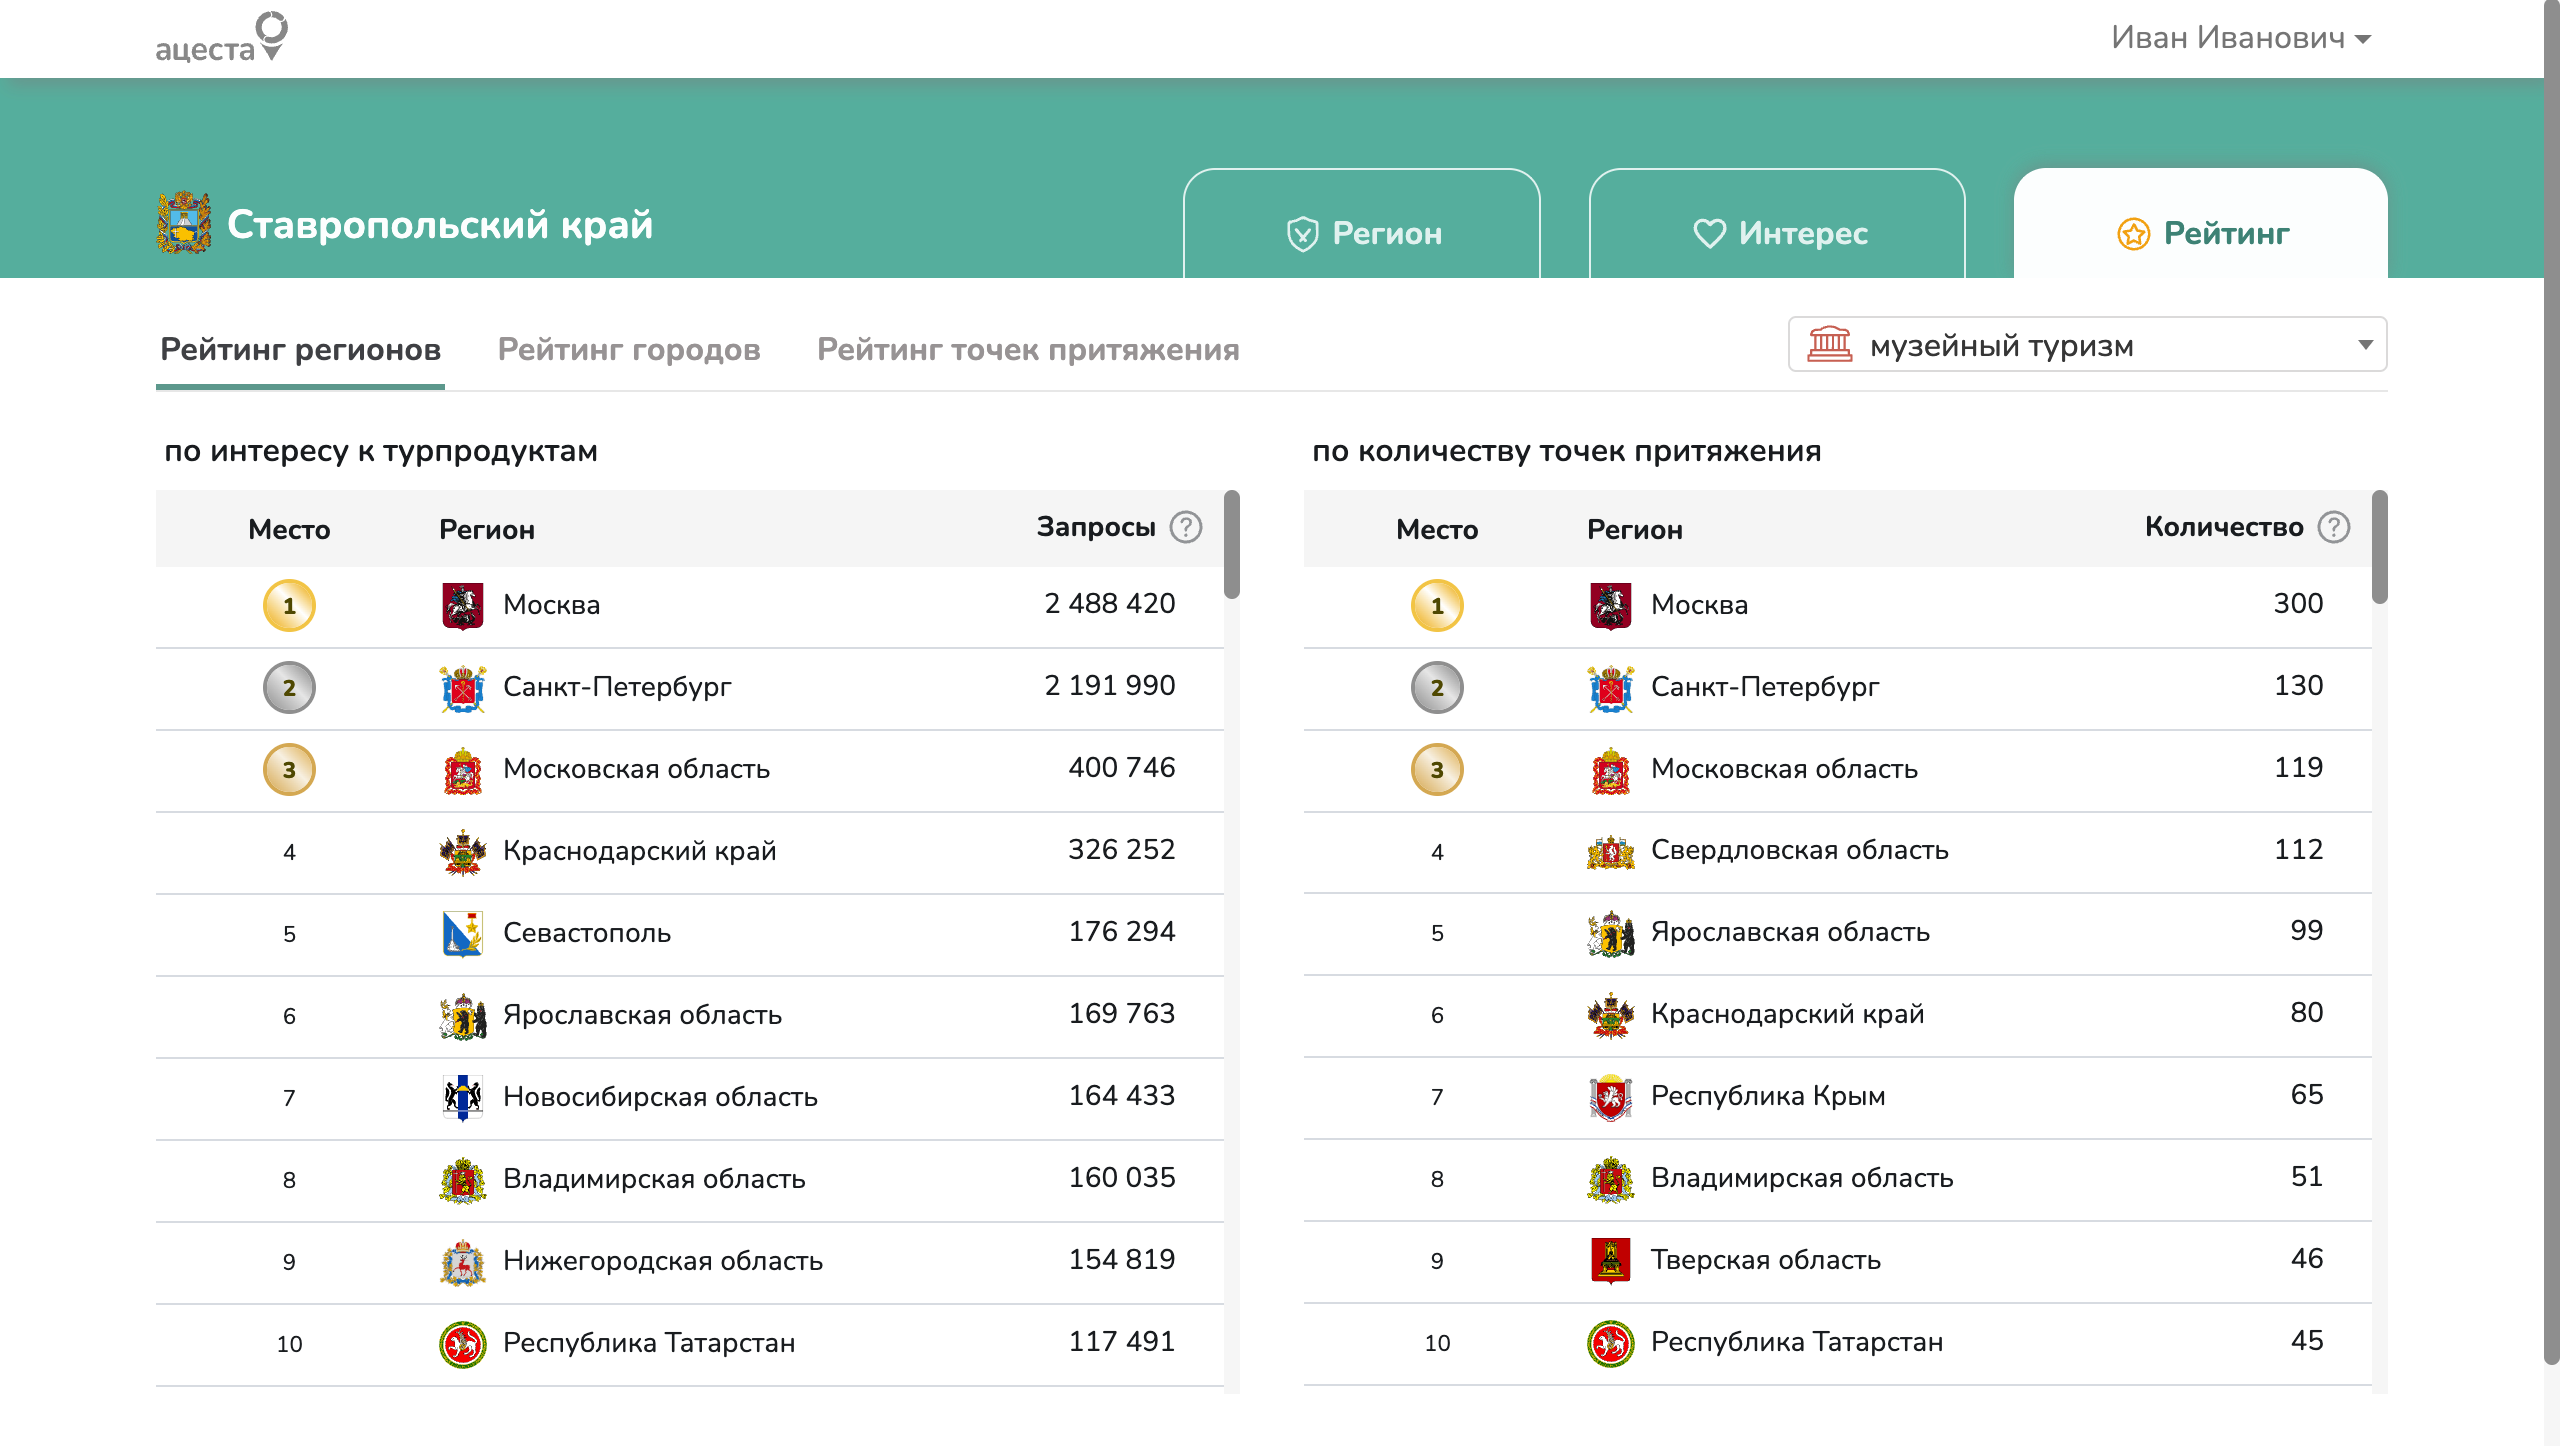 ацеста
Иван Иванович
Ставропольский край
Регион
Интерес
Рейтинг
Рейтинг регионов
Рейтинг городов
Рейтинг точек притяжения
музейный туризм
по интересу к турпродуктам
Место Регион Запросы ?
1 Москва 2 488 420
2 Санкт-Петербург 2 191 990
3 Московская область 400 746
4 Краснодарский край 326 252
5 Севастополь 176 294
6 Ярославская область 169 763
7 Новосибирская область 164 433
8 Владимирская область 160 035
9 Нижегородская область 154 819
10 Республика Татарстан 117 491
по количеству точек притяжения
Место Регион Количество ?
1 Москва 300
2 Санкт-Петербург 130
3 Московская область 119
4 Свердловская область 112
5 Ярославская область 99
6 Краснодарский край 80
7 Республика Крым 65
8 Владимирская область 51
9 Тверская область 46
10 Республика Татарстан 45